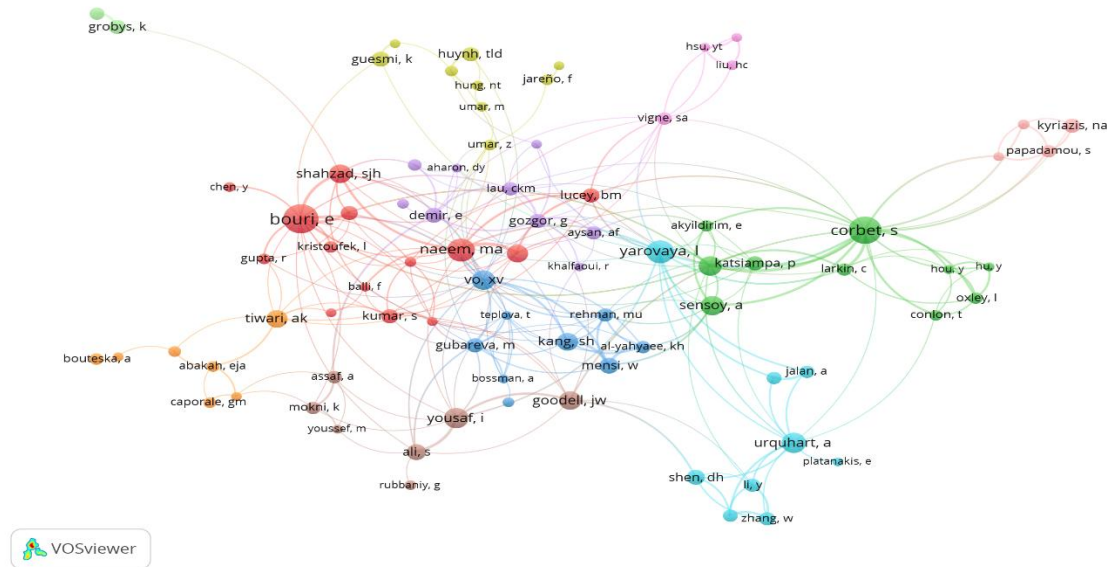 grobys, k
guesmi, k
huynh, tld
hung, nt
jareño, f
umar, m
umar, z
hsu, yt
liu, hc
vigne, sa
kyriazis, na
papadamou, s
chen, y
shahzad, sjh
aharon, dy
lau, ckm
lucey, bm
bouri, e
demir, e
gozgor, g
aysan, af
akyildirim, e
corbet, s
kristoufek, l
gupta, r
naeem, ma
khalfaoui, r
yarovaya, l
katsiampa, p
larkin, c
hou, y
hu, y
balli, f
vo, xv
sensoy, a
oxley, l
conlon, t
tiwari, ak
kumar, s
teplova, t
rehman, mu
bouteska, a
abakah, eja
gubareva, m
kang, sh
al-yahyaee, kh
mensi, w
assaf, a
bossman, a
jalan, a
caporale, gm
mokni, k
yousaf, i
goodell, jw
youssef, m
urquhart, a
ali, s
platanakis, e
rubbaniy, g
shen, dh
li, y
zhang, w
VOSviewer